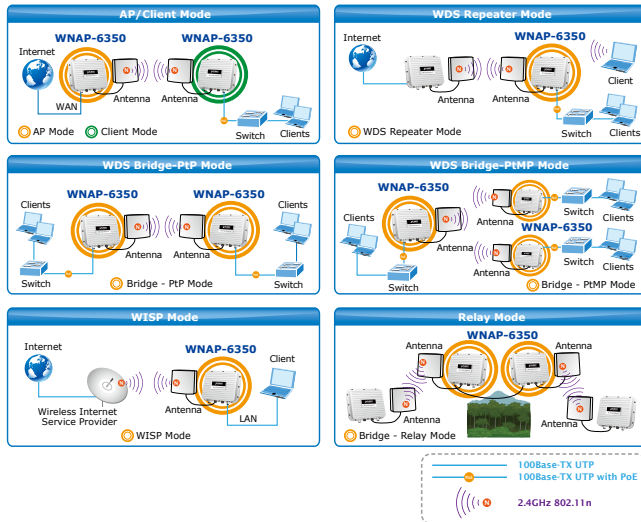 AP/Client Mode
WNAP-6350
WNAP-6350
Internet
WAN
Antenna
Antenna
Switch
Clients
AP Mode
Client Mode
WDS Repeater Mode
WNAP-6350
Internet
Client
Antenna
Antenna
Switch
Clients
WDS Repeater Mode
WDS Bridge-PtP Mode
WNAP-6350
WNAP-6350
Clients
Clients
Antenna
Antenna
Switch
Switch
Bridge - PtP Mode
WDS Bridge-PtMP Mode
WNAP-6350
Clients
Antenna
Antenna
Switch
Clients
WNAP-6350
Antenna
Switch
Clients
Switch
Bridge - PtMP Mode
WISP Mode
WNAP-6350
Internet
Client
Antenna
Wireless Internet
Service Provider
LAN
WISP Mode
Relay Mode
WNAP-6350
Antenna
Antenna
Antenna
Antenna
Bridge - Relay Mode
100Base-TX UTP
100Base-TX UTP with PoE
N
2.4GHz 802.11n